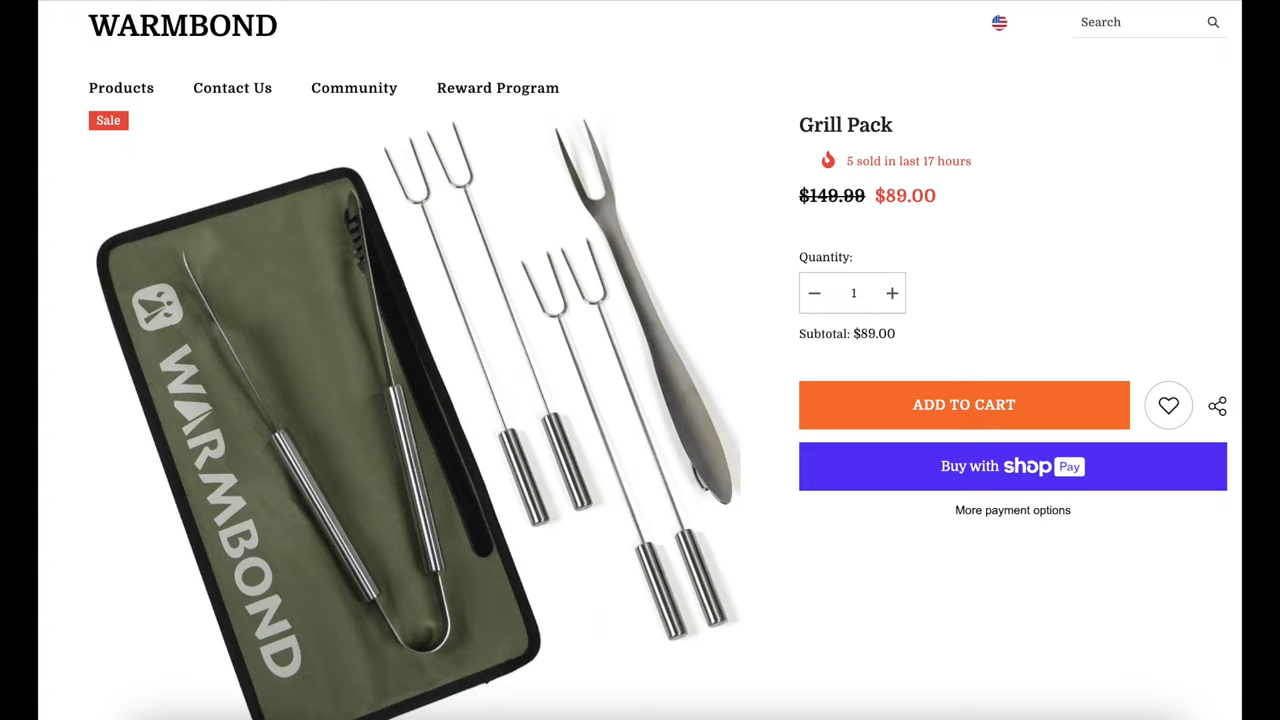 WARMBOND
Search
Products
Contact Us
Community
Reward Program
Sale
WARMBOND
Grill Pack
5 sold in last 17 hours
$149.99 $89.00
Quantity:
1
Subtotal: $89.00
ADD TO CART
Buy with shop Pay
More payment options